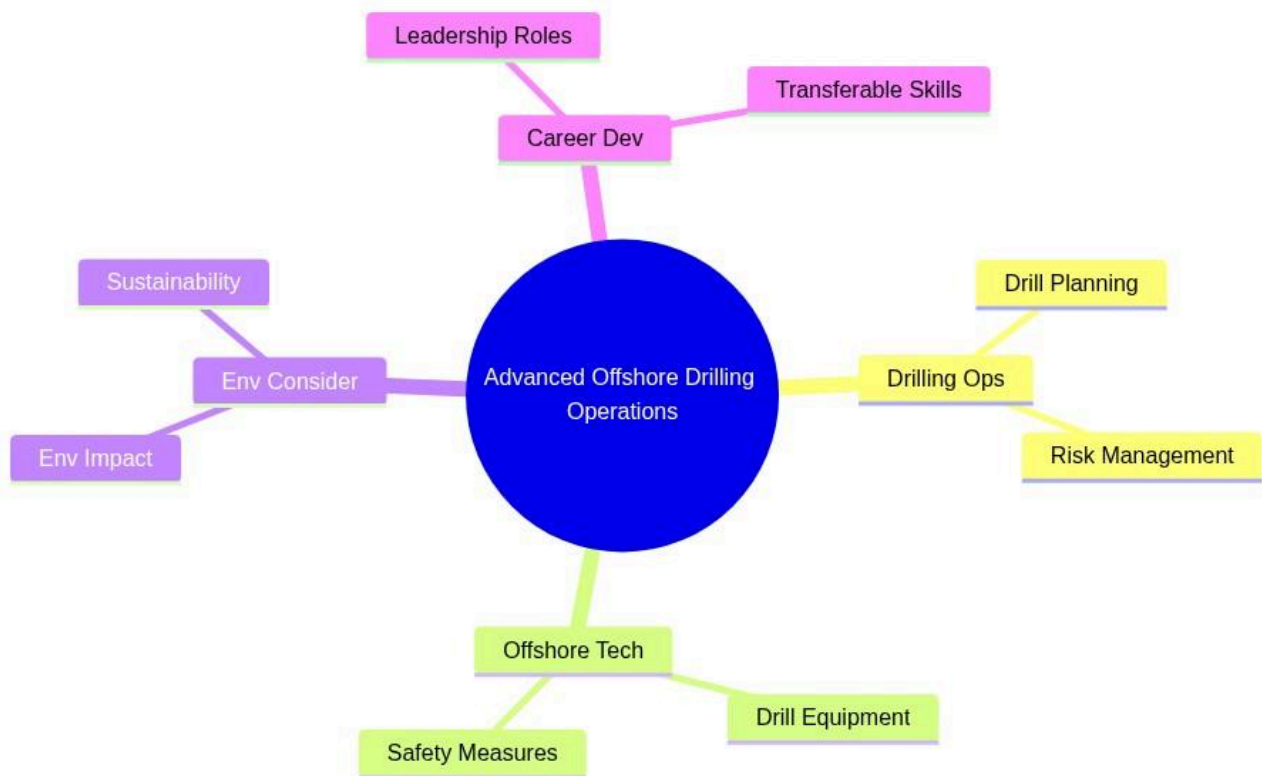 Leadership Roles
Transferable Skills
Career Dev
Sustainability
Drill Planning
Env Consider
Advanced Offshore Drilling
Operations
Drilling Ops
Env Impact
Risk Management
Offshore Tech
Drill Equipment
Safety Measures